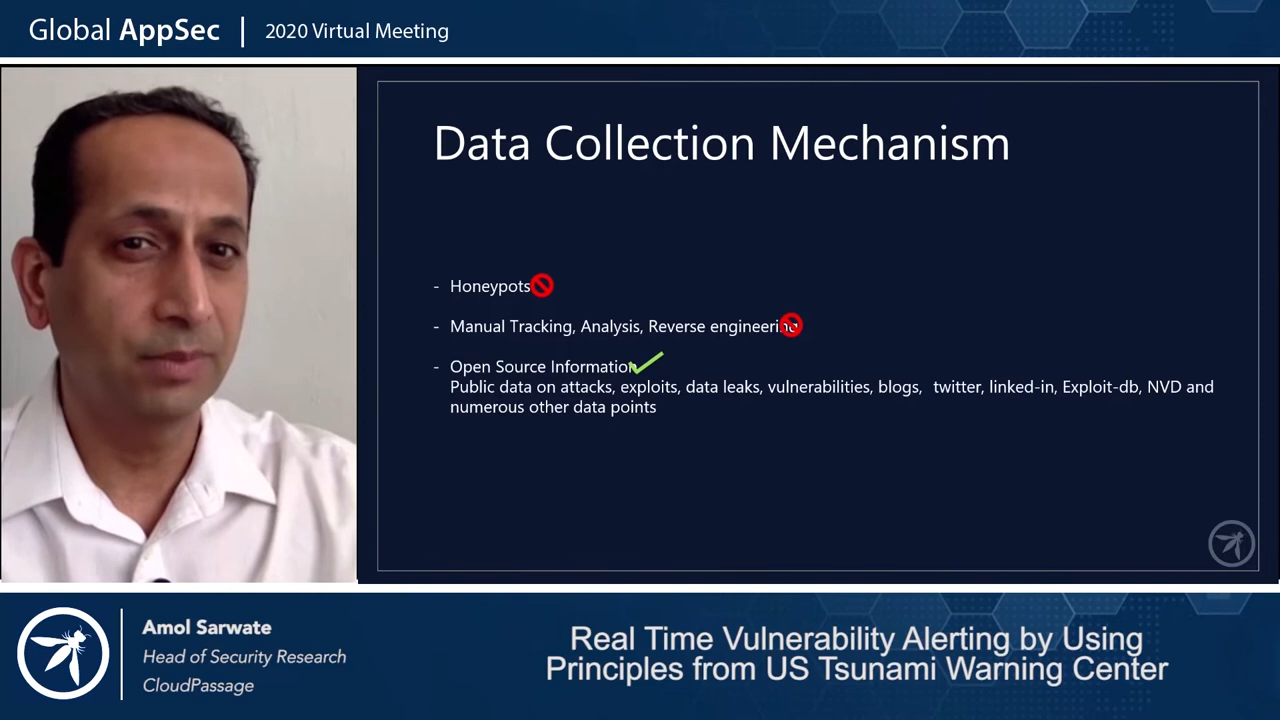 Global AppSec | 2020 Virtual Meeting
Data Collection Mechanism
- Honeypots
- Manual Tracking, Analysis, Reverse engineering
- Open Source Information
Public data on attacks, exploits, data leaks, vulnerabilities, blogs, twitter, linked-in, Exploit-db, NVD and
numerous other data points
Amol Sarwate
Head of Security Research
CloudPassage
Real Time Vulnerability Alerting by Using
Principles from US Tsunami Warning Center